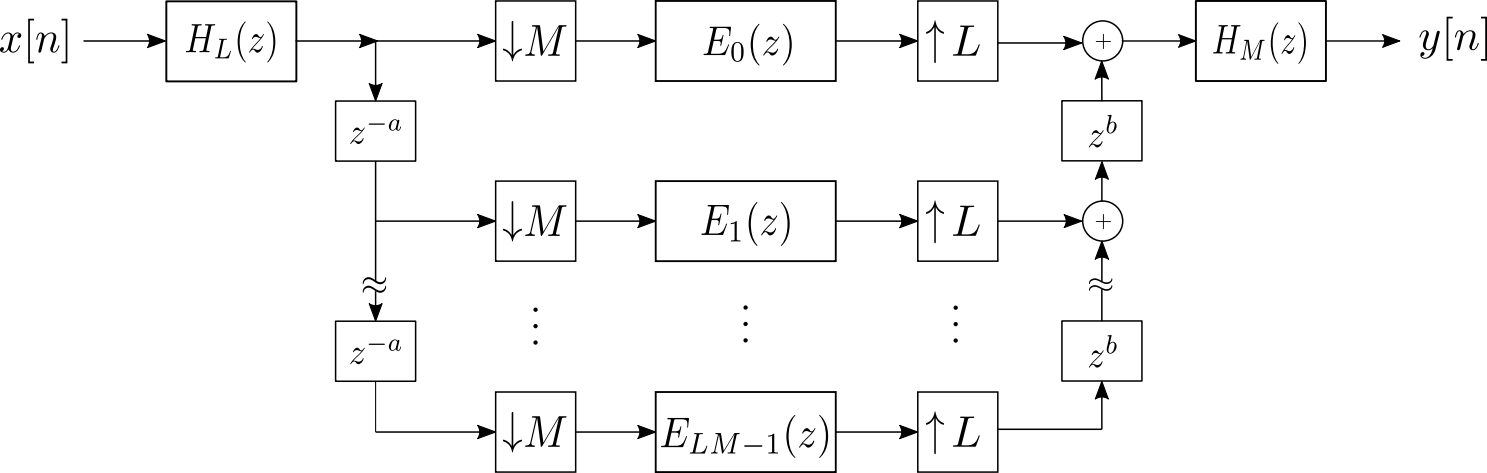 x[n] H_L(z) ↓M E_0(z) ↑L + H_M(z) y[n]
z^{-a} z^b
↓M E_1(z) ↑L +
≈ ≈
⋮ ⋮ ⋮
z^{-a} z^b
↓M E_{LM-1}(z) ↑L